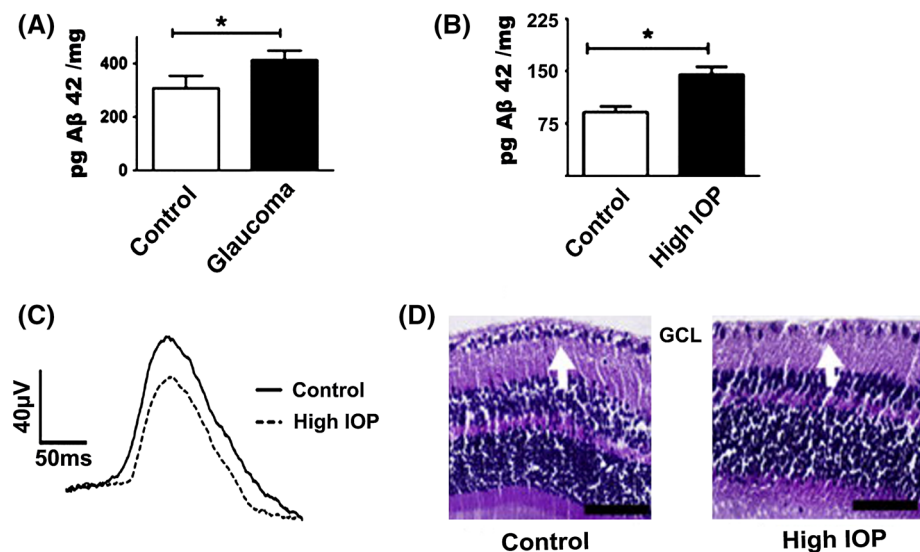 (A)
*
pg Aβ 42 /mg
400
200
0
Control
Glaucoma
(B)
*
pg Aβ 42 /mg
225
150
75
Control
High IOP
(C)
40µV
50ms
Control
High IOP
(D)
GCL
Control
High IOP